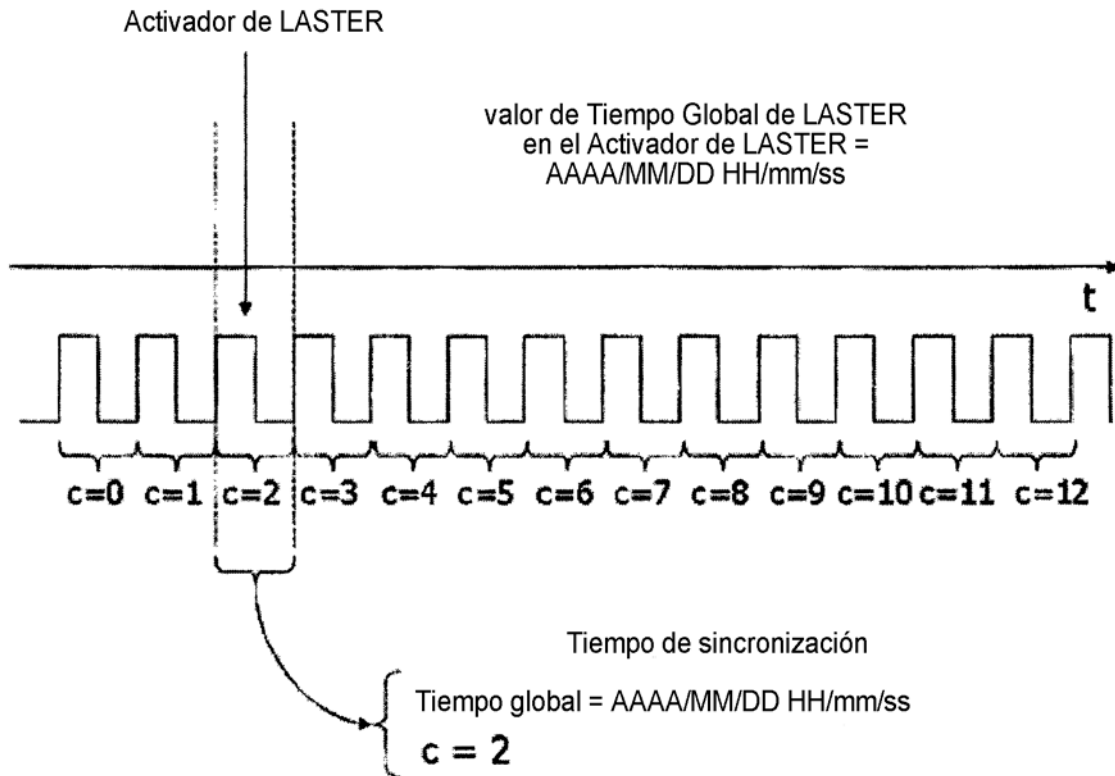 Activador de LASTER
valor de Tiempo Global de LASTER
en el Activador de LASTER =
AAAA/MM/DD HH/mm/ss
t
c=0 c=1 c=2 c=3 c=4 c=5 c=6 c=7 c=8 c=9 c=10 c=11 c=12
Tiempo de sincronización
Tiempo global = AAAA/MM/DD HH/mm/ss
c = 2